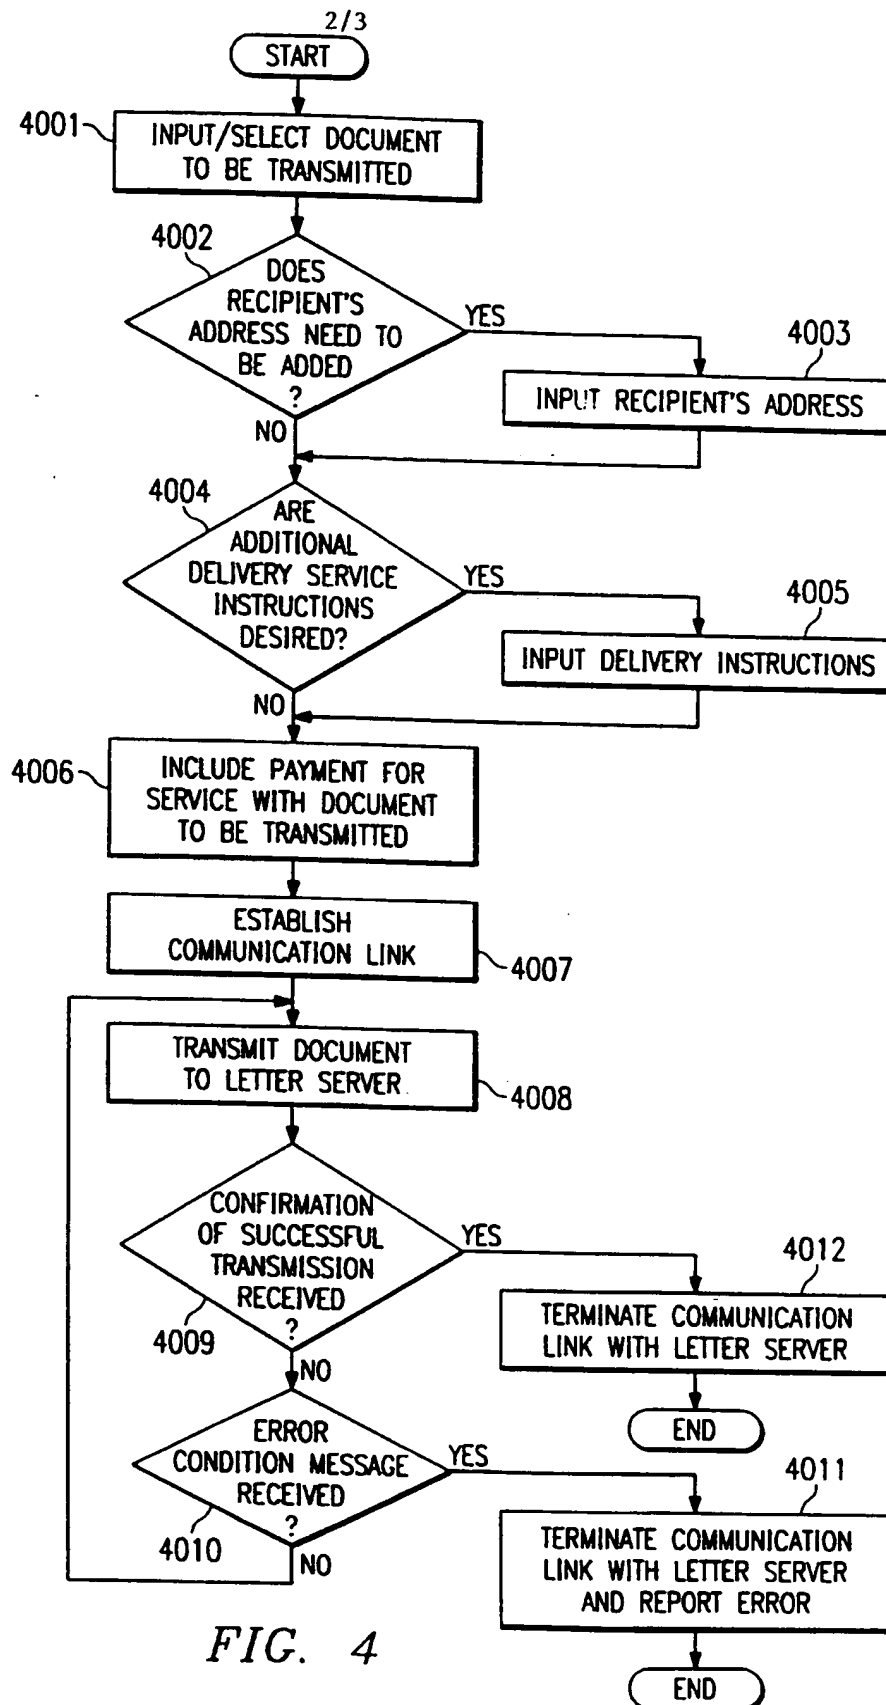 2/3
START
4001
INPUT/SELECT DOCUMENT
TO BE TRANSMITTED
4002
DOES
RECIPIENT'S
ADDRESS NEED TO
BE ADDED
?
YES
NO
4003
INPUT RECIPIENT'S ADDRESS
4004
ARE
ADDITIONAL
DELIVERY SERVICE
INSTRUCTIONS
DESIRED?
YES
NO
4005
INPUT DELIVERY INSTRUCTIONS
4006
INCLUDE PAYMENT FOR
SERVICE WITH DOCUMENT
TO BE TRANSMITTED
ESTABLISH
COMMUNICATION LINK
4007
TRANSMIT DOCUMENT
TO LETTER SERVER
4008
CONFIRMATION
OF SUCCESSFUL
TRANSMISSION
RECEIVED
?
4009
YES
NO
4012
TERMINATE COMMUNICATION
LINK WITH LETTER SERVER
END
ERROR
CONDITION MESSAGE
RECEIVED
?
4010
YES
NO
4011
TERMINATE COMMUNICATION
LINK WITH LETTER SERVER
AND REPORT ERROR
END
FIG. 4